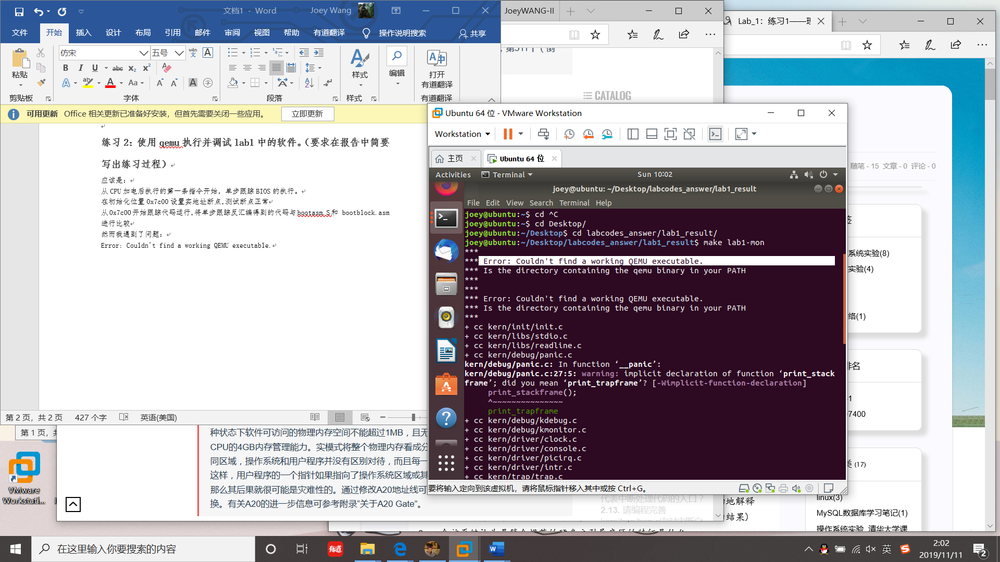 文档1 - Word
Joey Wang
文件
开始
插入
设计
布局
引用
邮件
审阅
视图
帮助
有道翻译
操作说明搜索
共享
粘贴
剪贴板
仿宋
五号
字体
段落
样式
样式
编辑
打开
有道翻译
有道翻译
可用更新 Office 相关更新已准备好安装，但首先需要关闭一些应用。
立即更新
练习 2：使用 qemu 执行并调试 lab1 中的软件。（要求在报告中简要
写出练习过程）
应该是：
从 CPU 加电后执行的第一条指令开始，单步跟踪 BIOS 的执行。
在初始化位置 0x7c00 设置实地址断点,测试断点正常
从 0x7c00 开始跟踪代码运行,将单步跟踪反汇编得到的代码与 bootasm.S 和 bootblock.asm
进行比较
然而我遇到了问题：
Error: Couldn't find a working QEMU executable.
第 2 页，共 2 页
427 个字
英语(美国)
第 1 页，
种状态下软件可访问的物理内存空间不能超过1MB，且无
CPU的4GB内存管理能力。实模式将整个物理内存看成分
同区域，操作系统和用户程序并没有区别对待，而且每一
这样，用户程序的一个指针如果指向了操作系统区域或其
那么其后果就很可能是灾难性的。通过修改A20地址线可
换。有关A20的进一步信息可参考附录“关于A20 Gate”。
VMware
Workstati...
JoeyWANG-II
CATALOG
Lab_1：练习1——理
随笔 - 15 文章 - 0 评论 - 0
系统实验(8)
实验(4)
络(1)
排名
1
07400
类 (17)
linux(3)
MySQL数据库学习笔记(1)
操作系统实验_清华大学课
Ubuntu 64 位 - VMware Workstation
Workstation
主页
Ubuntu 64 位
Activities
Terminal
Sun 10:02
joey@ubuntu: ~/Desktop/labcodes_answer/lab1_result
File Edit View Search Terminal Help
joey@ubuntu:~$ cd ^C
joey@ubuntu:~$ cd Desktop/
joey@ubuntu:~/Desktop$ cd labcodes_answer/lab1_result/
joey@ubuntu:~/Desktop/labcodes_answer/lab1_result$ make lab1-mon
***
*** Error: Couldn't find a working QEMU executable.
*** Is the directory containing the qemu binary in your PATH
***
***
*** Error: Couldn't find a working QEMU executable.
*** Is the directory containing the qemu binary in your PATH
***
+ cc kern/init/init.c
+ cc kern/libs/stdio.c
+ cc kern/libs/readline.c
+ cc kern/debug/panic.c
kern/debug/panic.c: In function ‘__panic’:
kern/debug/panic.c:27:5: warning: implicit declaration of function ‘print_stack
frame’; did you mean ‘print_trapframe’? [-Wimplicit-function-declaration]
print_stackframe();
^~~~~~~~~~~~~~~~
print_trapframe
+ cc kern/debug/kdebug.c
+ cc kern/debug/kmonitor.c
+ cc kern/driver/clock.c
+ cc kern/driver/console.c
+ cc kern/driver/picirq.c
+ cc kern/driver/intr.c
+ cc kern/trap/trap.c
要将输入定向到该虚拟机，请将鼠标指针移入其中或按 Ctrl+G。
代表中断处理代码的入口？
2.13. 请编程完善
地解释
结果）
在这里输入你要搜索的内容
有道
英
2:02
2019/11/11
2